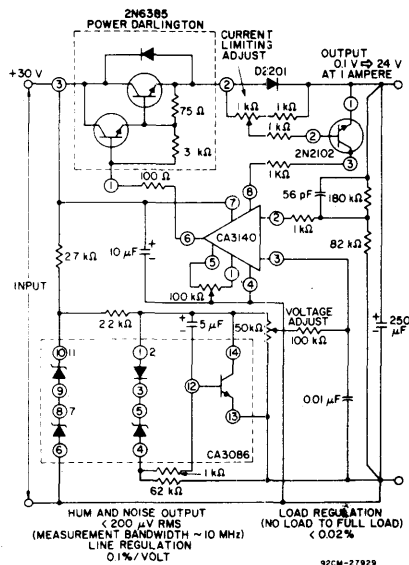 2N6385
POWER DARLINGTON
CURRENT
LIMITING
ADJUST
OUTPUT
0.1 V ⇨ 24 V
AT 1 AMPERE
+30 V
3
2
D2201
1
75 Ω
1 kΩ
1 kΩ
1 kΩ
2
2N2102
3
3 kΩ
1 kΩ
1
100 Ω
8
56 pF
180 kΩ
7
6
CA3140
2
1 kΩ
82 kΩ
27 kΩ
10 µF
+
−
5
1
4
3
INPUT
100 kΩ
22 kΩ
+
−
5 µF
50kΩ
VOLTAGE
ADJUST
100 kΩ
+
−
250
µF
10
11
1
2
14
9
3
12
0.01 µF
8
7
5
13
6
4
CA3086
1kΩ
62 kΩ
HUM AND NOISE OUTPUT
< 200 µV RMS
(MEASUREMENT BANDWIDTH ~10 MHz)
LINE REGULATION
0.1%/VOLT
LOAD REGULATION
(NO LOAD TO FULL LOAD)
< 0.02%
92CM-27929